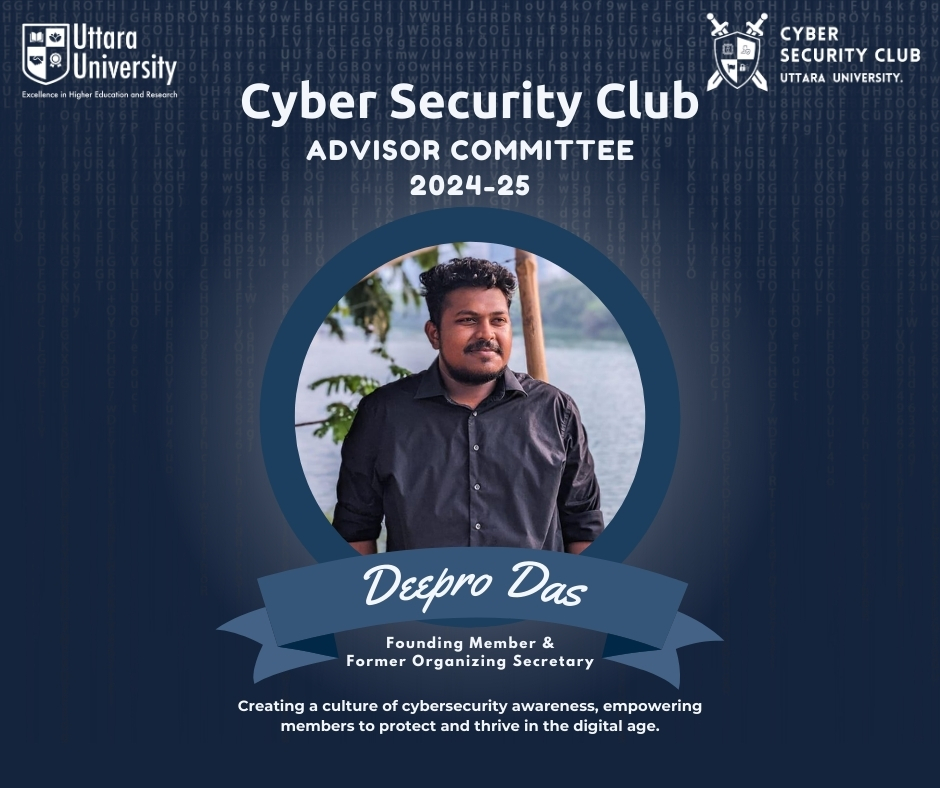 Uttara
University
Excellence in Higher Education and Research
CYBER
SECURITY CLUB
UTTARA UNIVERSITY.
Cyber Security Club
ADVISOR COMMITTEE
2024-25
Deepro Das
Founding Member &
Former Organizing Secretary
Creating a culture of cybersecurity awareness, empowering
members to protect and thrive in the digital age.